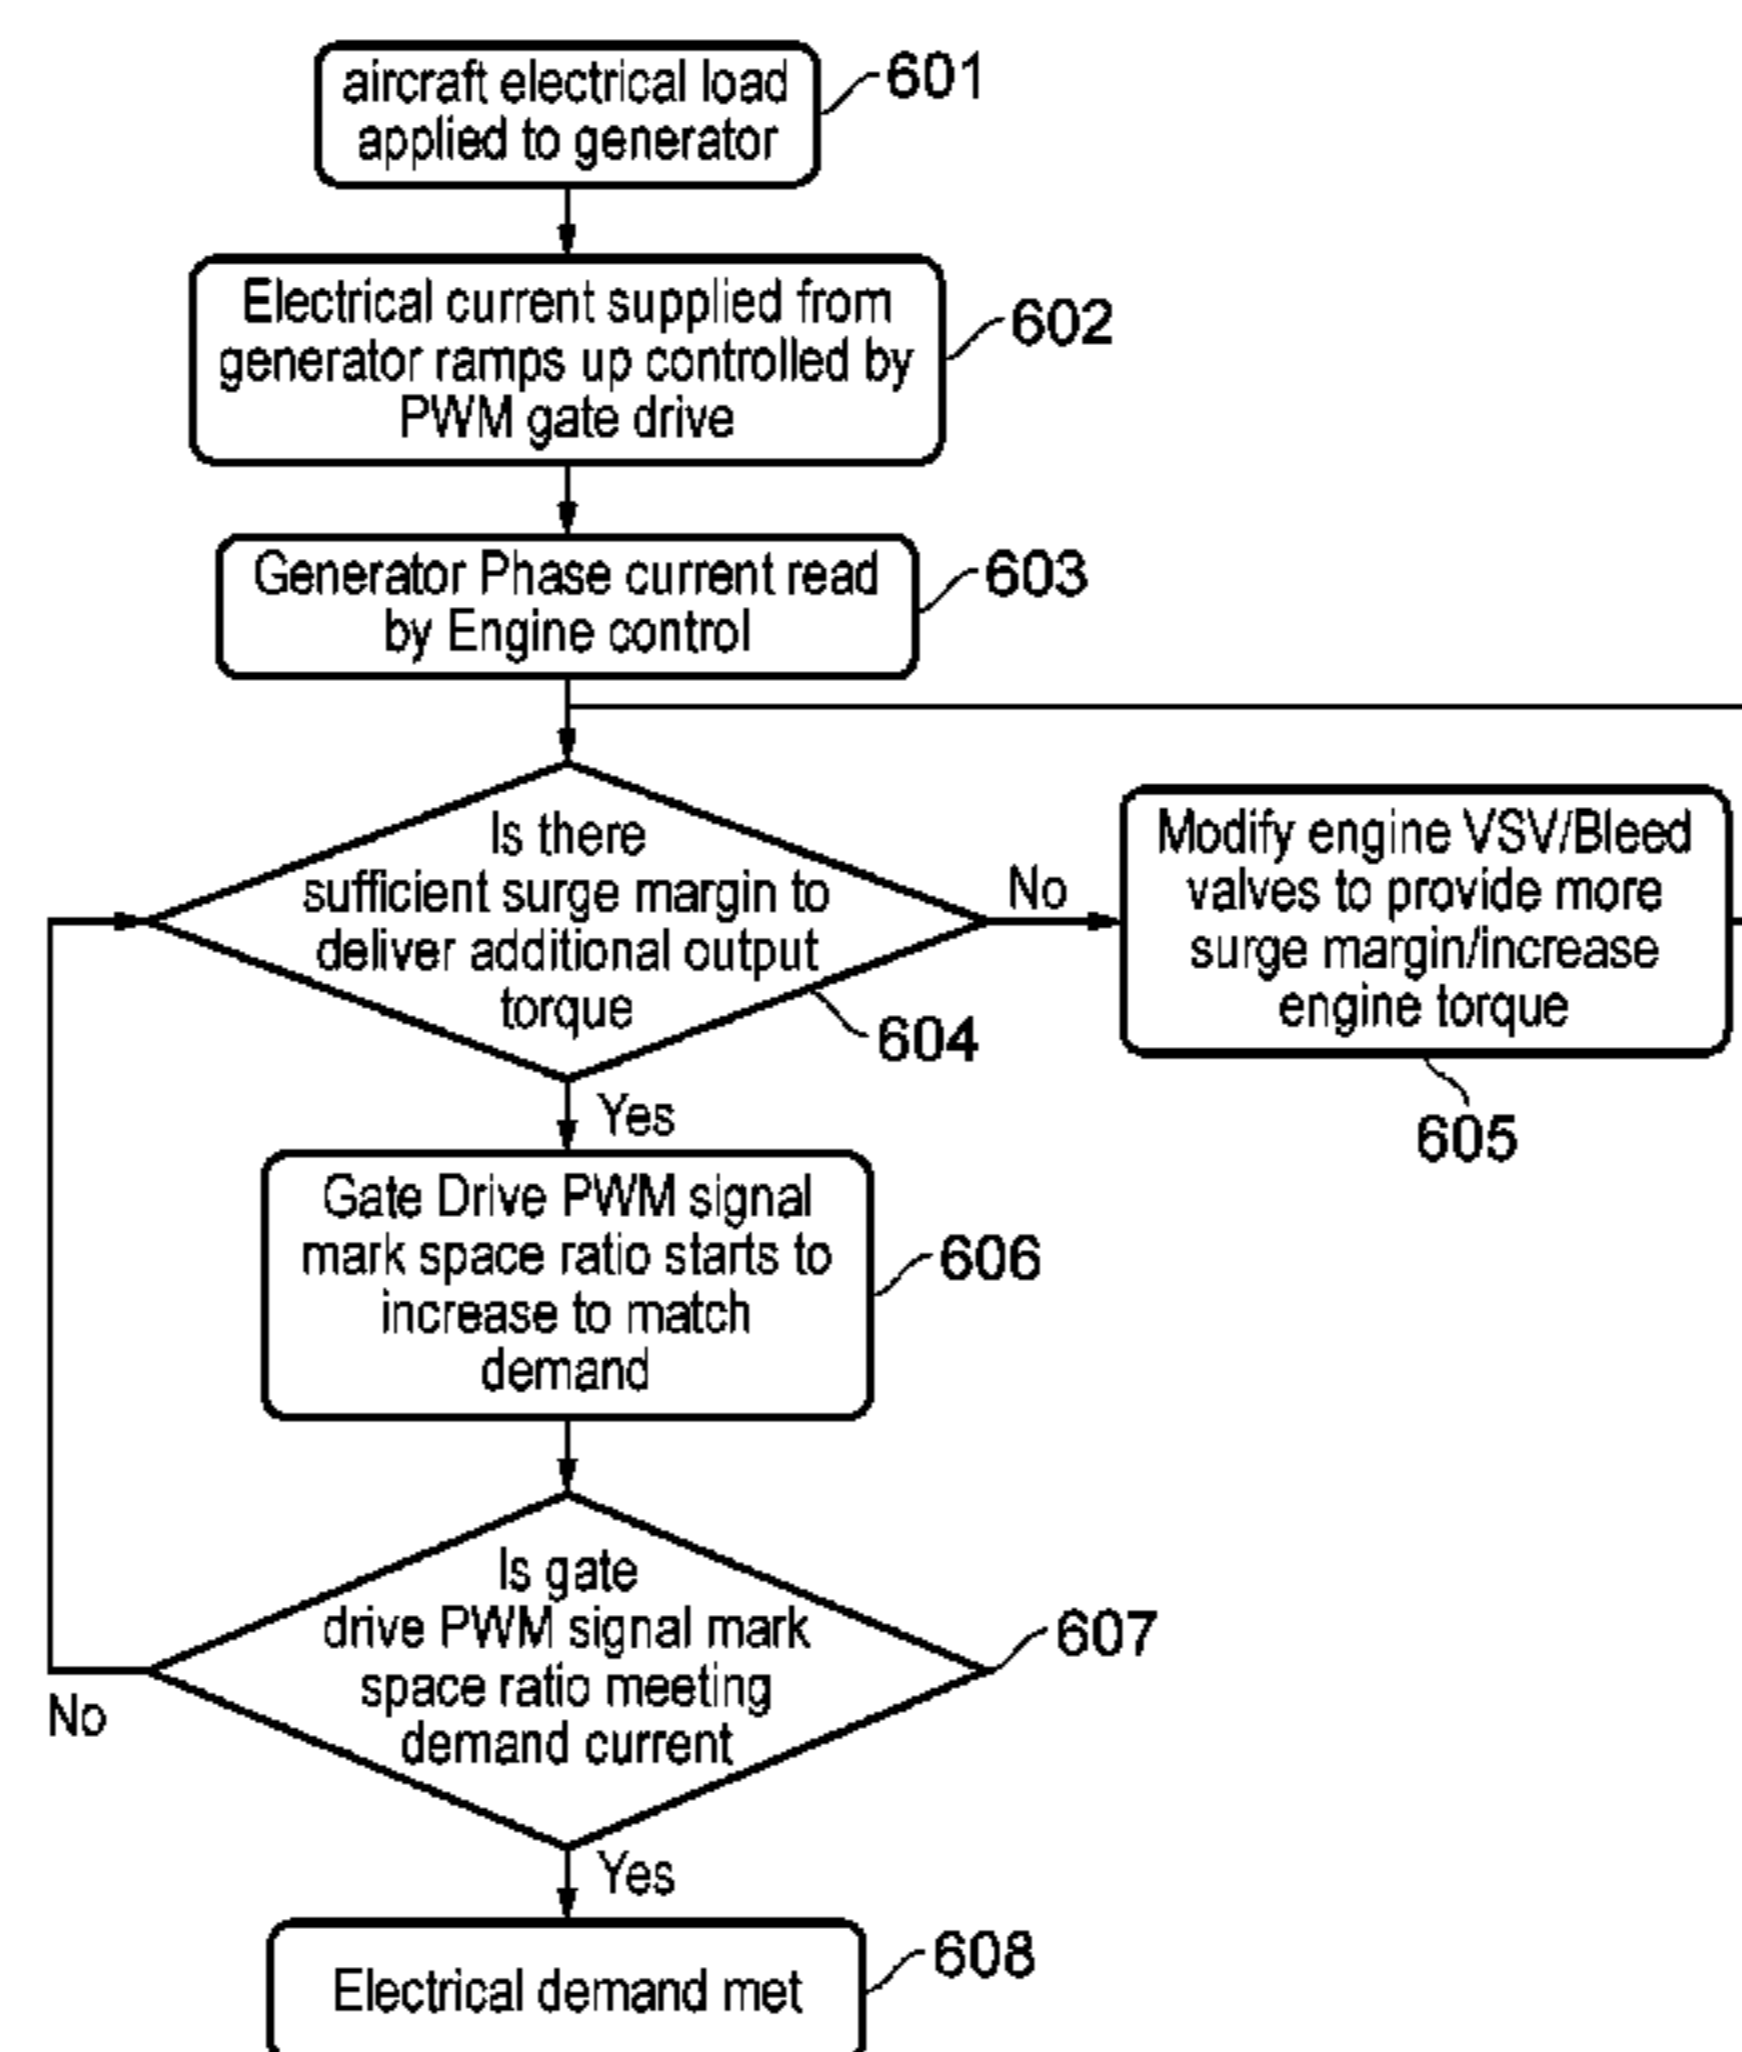 aircraft electrical load
applied to generator
601
Electrical current supplied from
generator ramps up controlled by
PWM gate drive
602
Generator Phase current read
by Engine control
603
Is there
sufficient surge margin to
deliver additional output
torque
604
No
Modify engine VSV/Bleed
valves to provide more
surge margin/increase
engine torque
605
Yes
Gate Drive PWM signal
mark space ratio starts to
increase to match
demand
606
Is gate
drive PWM signal mark
space ratio meeting
demand current
607
No
Yes
Electrical demand met
608